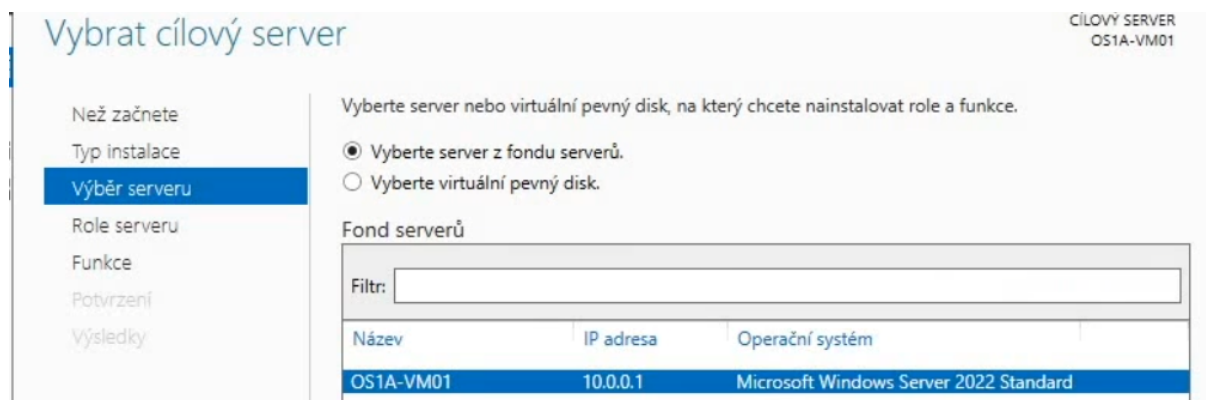 Vybrat cílový server
CÍLOVÝ SERVER
OS1A-VM01
Než začnete
Typ instalace
Výběr serveru
Role serveru
Funkce
Potvrzení
Výsledky
Vyberte server nebo virtuální pevný disk, na který chcete nainstalovat role a funkce.
Vyberte server z fondu serverů.
Vyberte virtuální pevný disk.
Fond serverů
Filtr:
Název IP adresa Operační systém
OS1A-VM01 10.0.0.1 Microsoft Windows Server 2022 Standard